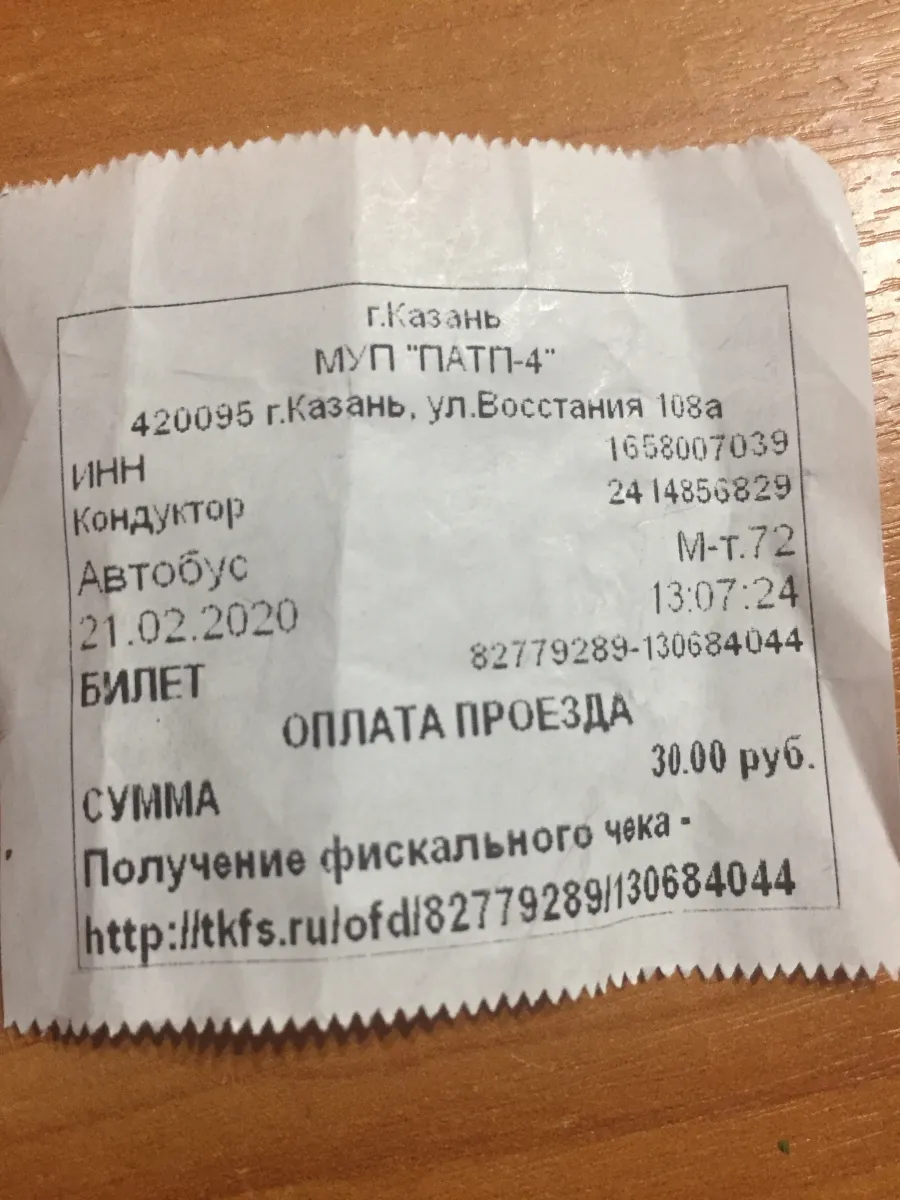 г.Казань
МУП "ПАТП-4"
420095 г.Казань, ул.Восстания 108а
ИНН 1658007039
Кондуктор 2414856829
Автобус М-т.72
21.02.2020 13:07:24
БИЛЕТ 82779289-130684044
ОПЛАТА ПРОЕЗДА
СУММА 30.00 руб.
Получение фискального чека -
http://tkfs.ru/ofd/82779289/130684044